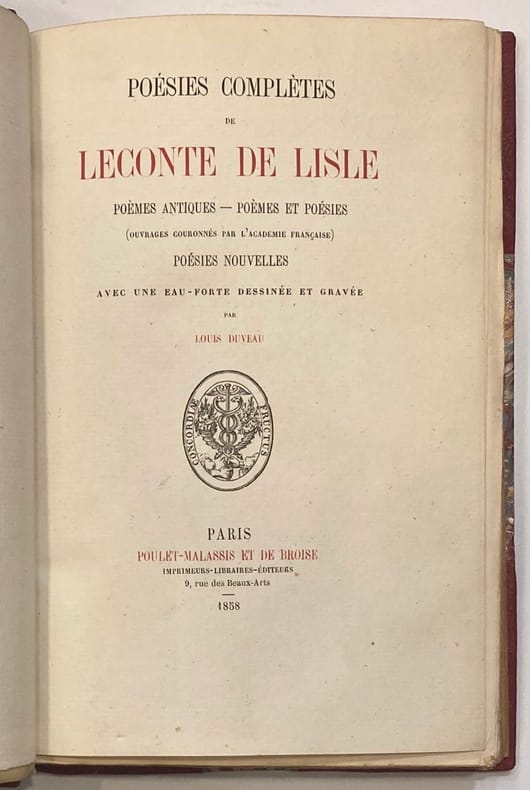 POÉSIES COMPLÈTES
DE
LECONTE DE LISLE
POÈMES ANTIQUES — POÈMES ET POÉSIES
(OUVRAGES COURONNÉS PAR L'ACADEMIE FRANÇAISE)
POÉSIES NOUVELLES
AVEC UNE EAU-FORTE DESSINÉE ET GRAVÉE
PAR
LOUIS DUVEAU
CONCORDIÆ FRUCTUS
PARIS
POULET-MALASSIS ET DE BROISE
IMPRIMEURS-LIBRAIRES-ÉDITEURS
9, rue des Beaux-Arts
1858